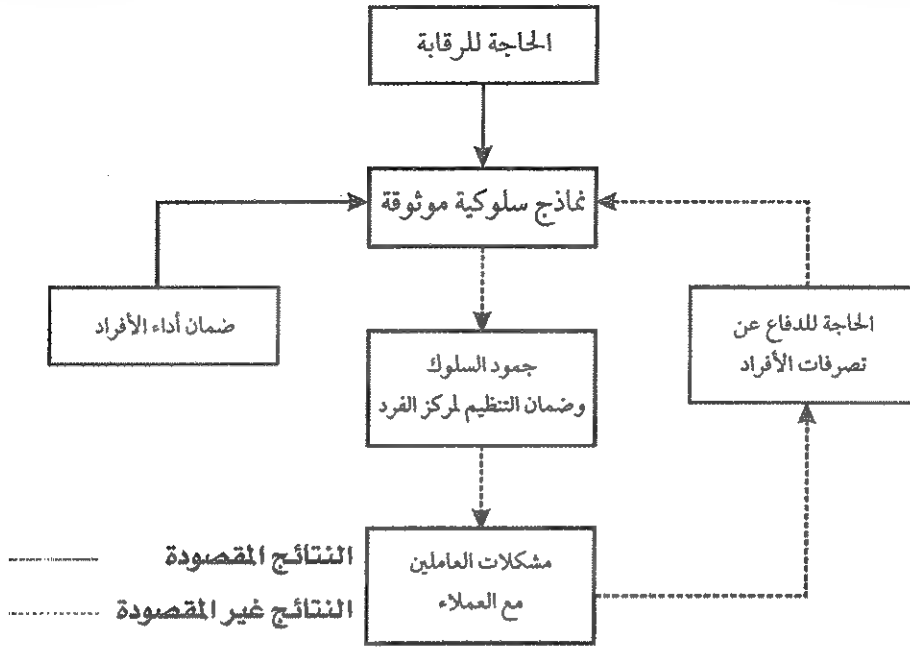 الحاجة للرقابة
نماذج سلوكية موثوقة
ضمان أداء الأفراد
الحاجة للدفاع عن
تصرفات الأفراد
جمود السلوك
وضمان التنظيم لمركز الفرد
مشكلات العاملين
مع العملاء
النتائج المقصودة
النتائج غير المقصودة